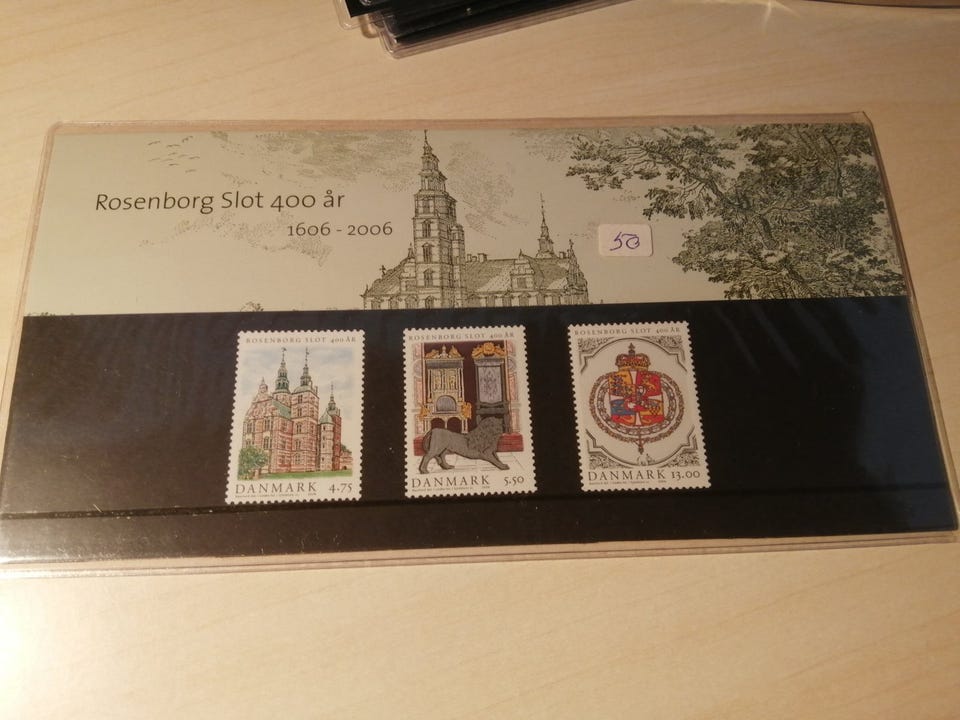 Rosenborg Slot 400 år
1606 - 2006
50
ROSENBORG SLOT 400 ÅR
DANMARK 4.75
ROSENBORG SLOT 400 ÅR
DANMARK 5.50
ROSENBORG SLOT 400 ÅR
DANMARK 13.00